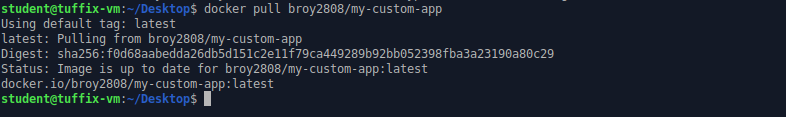 student@tuffix-vm:~/Desktop$ docker pull broy2808/my-custom-app
Using default tag: latest
latest: Pulling from broy2808/my-custom-app
Digest: sha256:f0d68aabedda26db5d151c2e11f79ca449289b92bb052398fba3a23190a80c29
Status: Image is up to date for broy2808/my-custom-app:latest
docker.io/broy2808/my-custom-app:latest
student@tuffix-vm:~/Desktop$